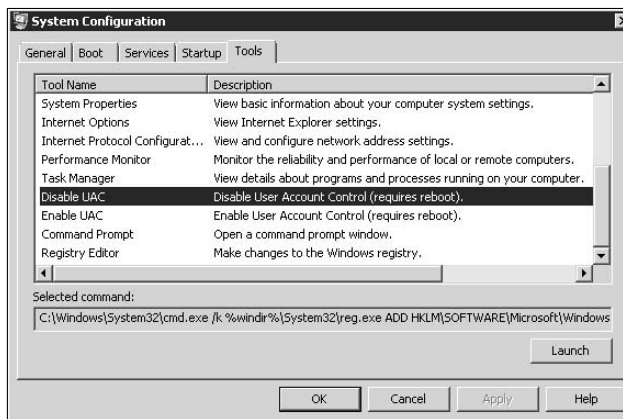 System Configuration
General Boot Services Startup Tools
Tool Name Description
System Properties View basic information about your computer system settings.
Internet Options View Internet Explorer settings.
Internet Protocol Configurat... View and configure network address settings.
Performance Monitor Monitor the reliability and performance of local or remote computers.
Task Manager View details about programs and processes running on your computer.
Disable UAC Disable User Account Control (requires reboot).
Enable UAC Enable User Account Control (requires reboot).
Command Prompt Open a command prompt window.
Registry Editor Make changes to the Windows registry.
Selected command:
C:\Windows\System32\cmd.exe /k %windir%\System32\reg.exe ADD HKLM\SOFTWARE\Microsoft\Windows
Launch
OK Cancel Apply Help